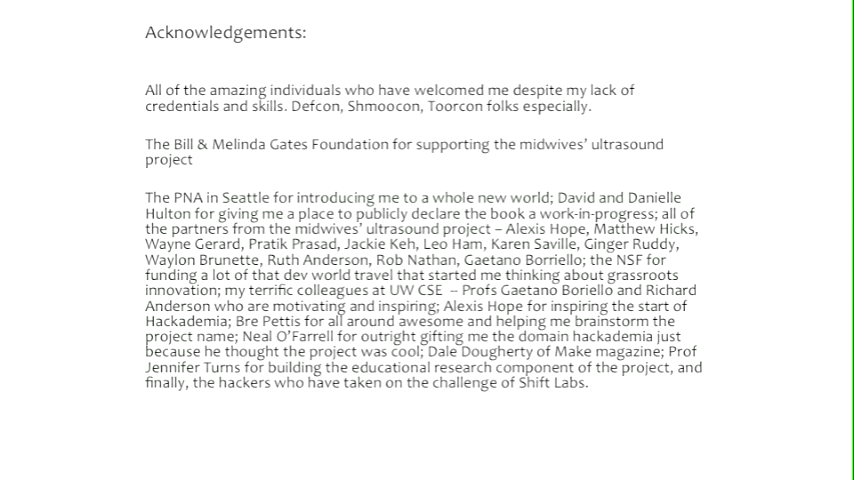 Acknowledgements:
All of the amazing individuals who have welcomed me despite my lack of
credentials and skills. Defcon, Shmoocon, Toorcon folks especially.
The Bill & Melinda Gates Foundation for supporting the midwives' ultrasound
project
The PNA in Seattle for introducing me to a whole new world; David and Danielle
Hulton for giving me a place to publicly declare the book a work-in-progress; all of
the partners from the midwives' ultrasound project – Alexis Hope, Matthew Hicks,
Wayne Gerard, Pratik Prasad, Jackie Keh, Leo Ham, Karen Saville, Ginger Ruddy,
Waylon Brunette, Ruth Anderson, Rob Nathan, Gaetano Borriello; the NSF for
funding a lot of that dev world travel that started me thinking about grassroots
innovation; my terrific colleagues at UW CSE -- Profs Gaetano Boriello and Richard
Anderson who are motivating and inspiring; Alexis Hope for inspiring the start of
Hackademia; Bre Pettis for all around awesome and helping me brainstorm the
project name; Neal O'Farrell for outright gifting me the domain hackademia just
because he thought the project was cool; Dale Dougherty of Make magazine; Prof
Jennifer Turns for building the educational research component of the project, and
finally, the hackers who have taken on the challenge of Shift Labs.